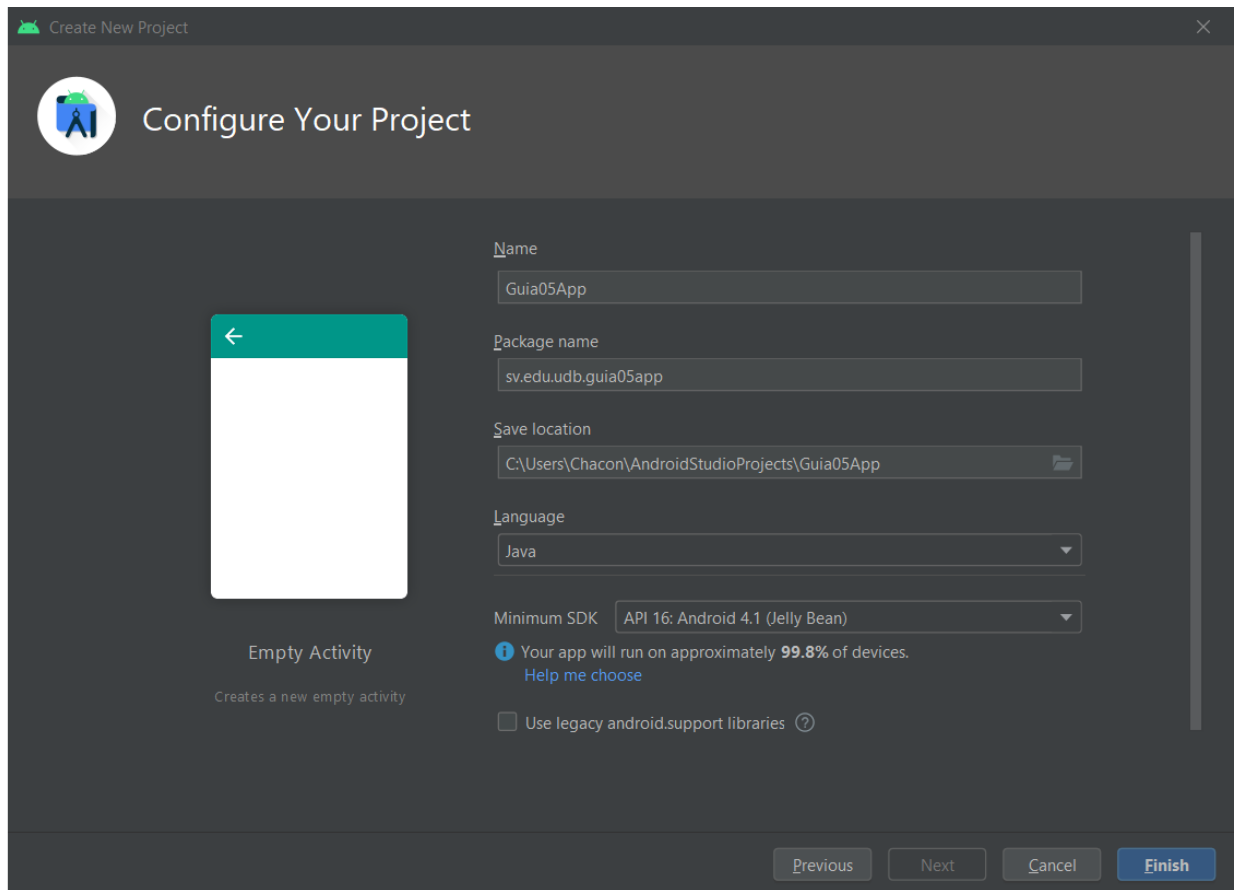 Create New Project
Configure Your Project
Name
Guia05App
Package name
sv.edu.udb.guia05app
Save location
C:\Users\Chacon\AndroidStudioProjects\Guia05App
Language
Java
Minimum SDK
API 16: Android 4.1 (Jelly Bean)
Your app will run on approximately 99.8% of devices.
Help me choose
Use legacy android.support libraries
?
Empty Activity
Creates a new empty activity
Previous
Next
Cancel
Finish